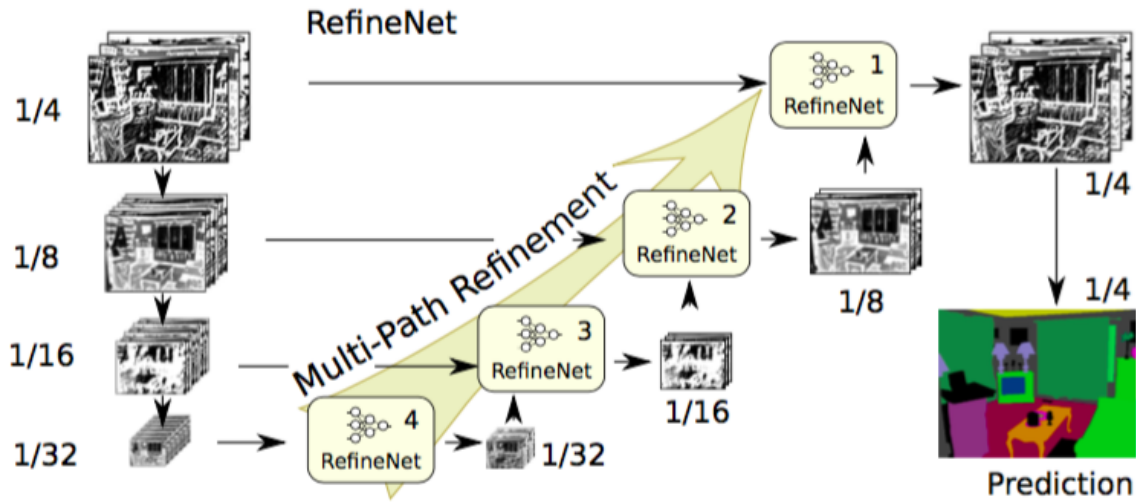 RefineNet
1/4
1
RefineNet
1/4
1/8
2
RefineNet
1/8
1/4
Multi-Path Refinement
1/16
3
RefineNet
1/16
1/32
4
RefineNet
1/32
Prediction